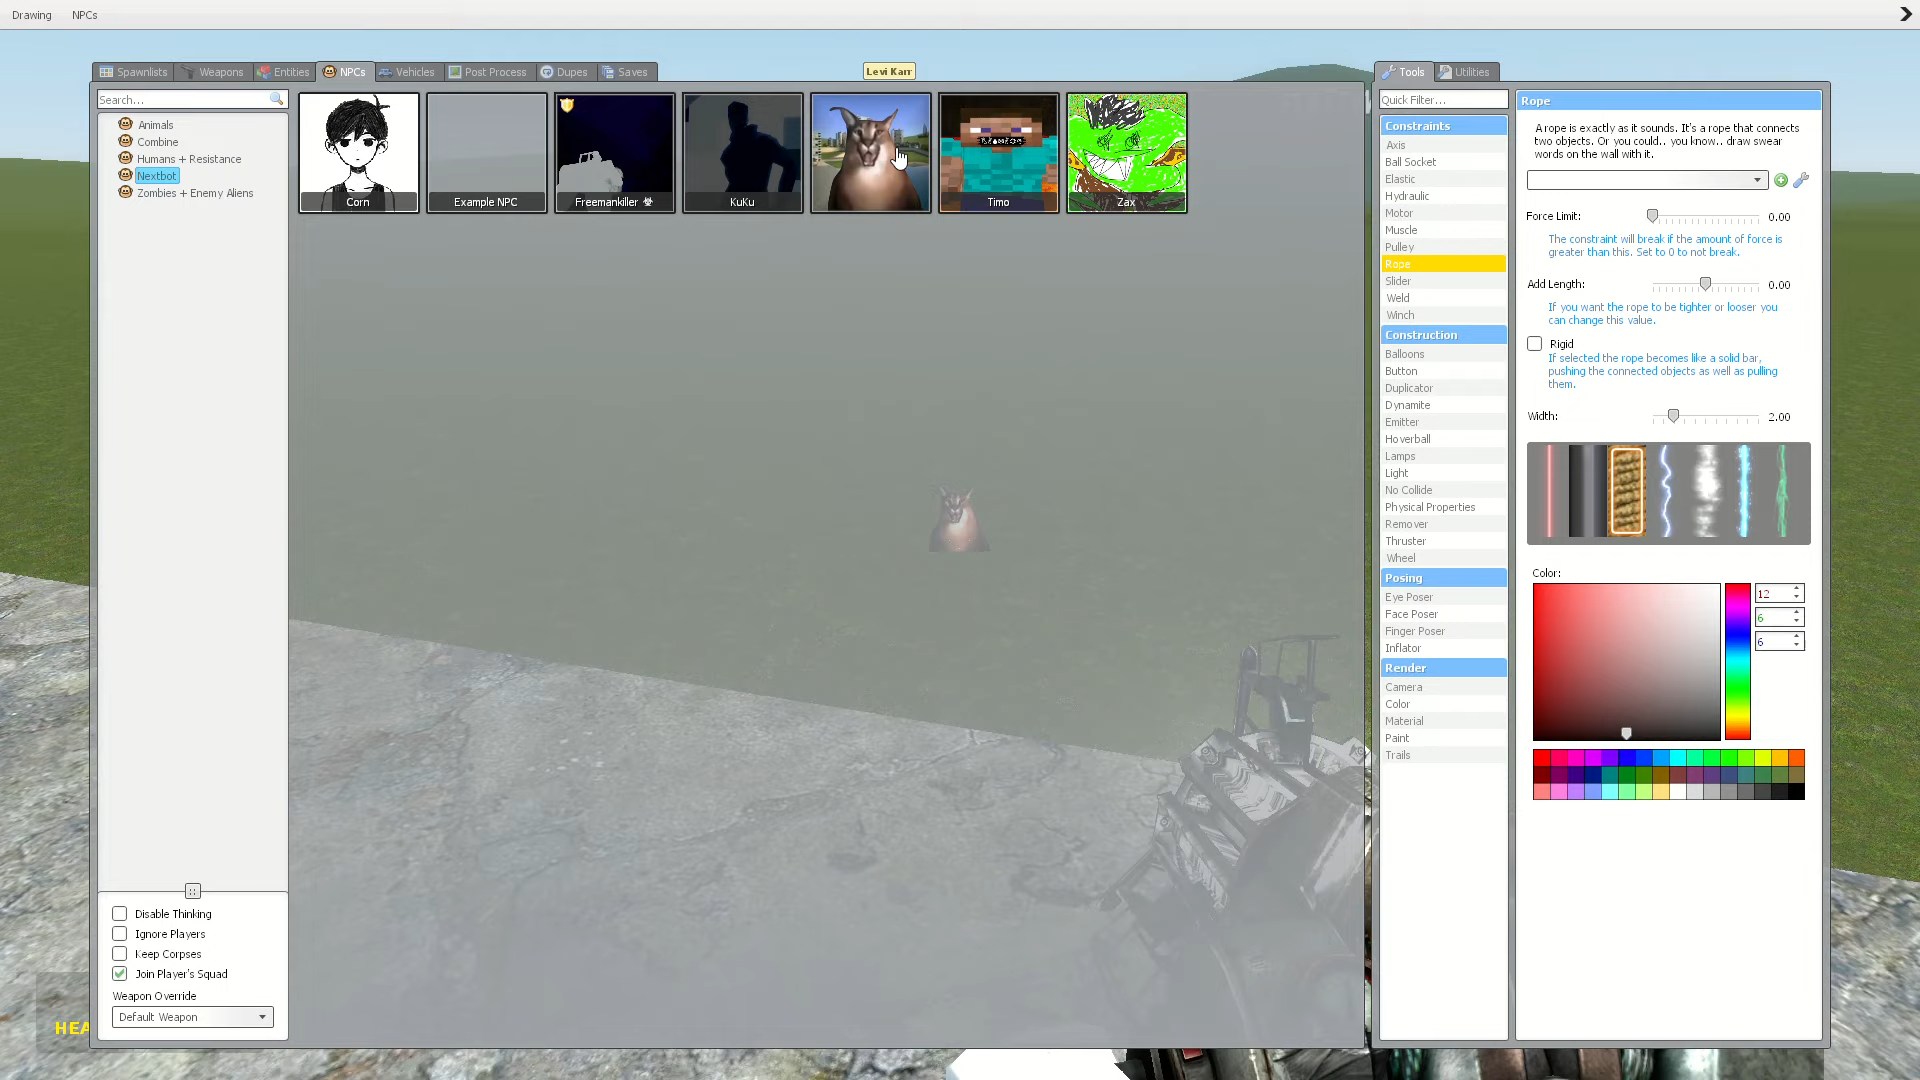 Drawing NPCs
Spawnlists Weapons Entities NPCs Vehicles Post Process Dupes Saves
Levi Karr
Tools Utilities
Search...
Animals
Combine
Humans + Resistance
Nextbot
Zombies + Enemy Aliens
Corn
Example NPC
Freemankiller
KuKu
Timo
Zax
Disable Thinking
Ignore Players
Keep Corpses
Join Player's Squad
Weapon Override
Default Weapon
HEA
Quick Filter...
Constraints
Axis
Ball Socket
Elastic
Hydraulic
Motor
Muscle
Pulley
Rope
Slider
Weld
Winch
Construction
Balloons
Button
Duplicator
Dynamite
Emitter
Hoverball
Lamps
Light
No Collide
Physical Properties
Remover
Thruster
Wheel
Posing
Eye Poser
Face Poser
Finger Poser
Inflator
Render
Camera
Color
Material
Paint
Trails
Rope
A rope is exactly as it sounds. It's a rope that connects
two objects. Or you could.. you know.. draw swear
words on the wall with it.
Force Limit: 0.00
The constraint will break if the amount of force is
greater than this. Set to 0 to not break.
Add Length: 0.00
If you want the rope to be tighter or looser you
can change this value.
Rigid
If selected the rope becomes like a solid bar,
pushing the connected objects as well as pulling
them.
Width: 2.00
Color:
12
6
6